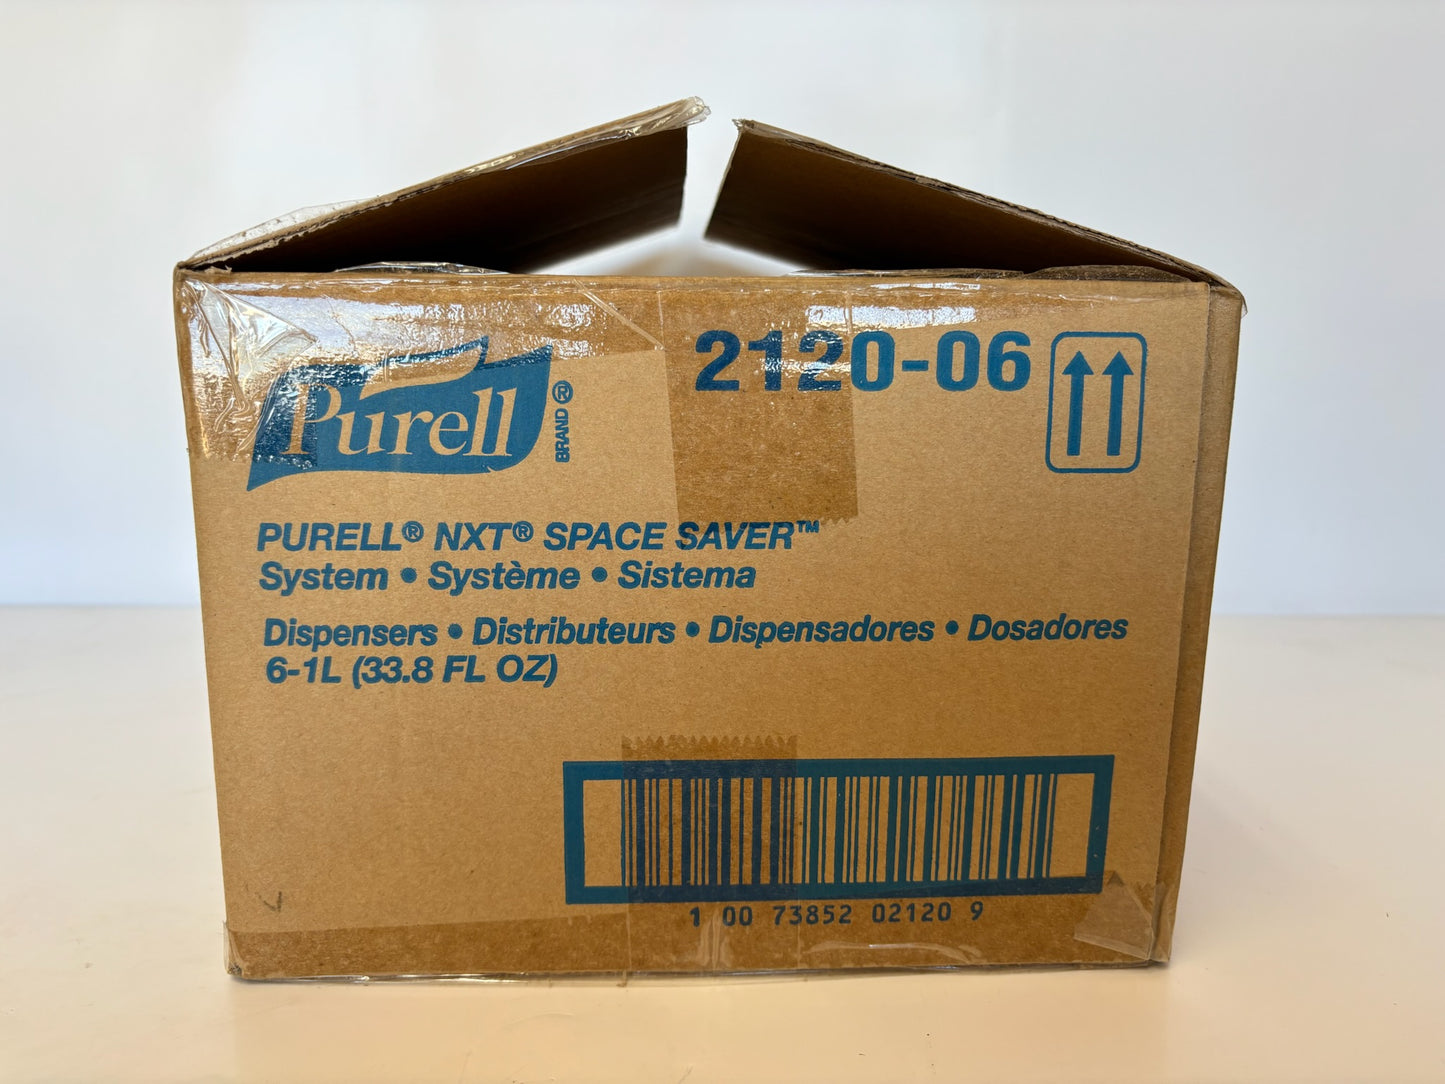 2120-06
Purell
BRAND ®
PURELL® NXT® SPACE SAVER™
System • Système • Sistema
Dispensers • Distributeurs • Dispensadores • Dosadores
6-1L (33.8 FL OZ)
1 00 73852 02120 9